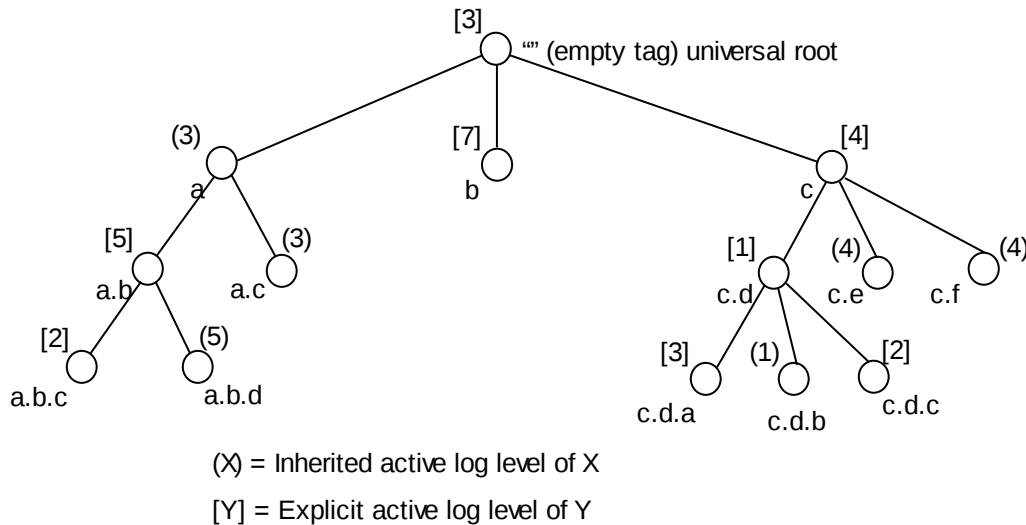 [3]
“” (empty tag) universal root
(3)
[7]
[4]
a
b
c
[5]
(3)
[1]
(4)
(4)
a.b
a.c
c.d
c.e
c.f
[2]
(5)
[3]
(1)
[2]
a.b.c
a.b.d
c.d.a
c.d.b
c.d.c
(X) = Inherited active log level of X
[Y] = Explicit active log level of Y